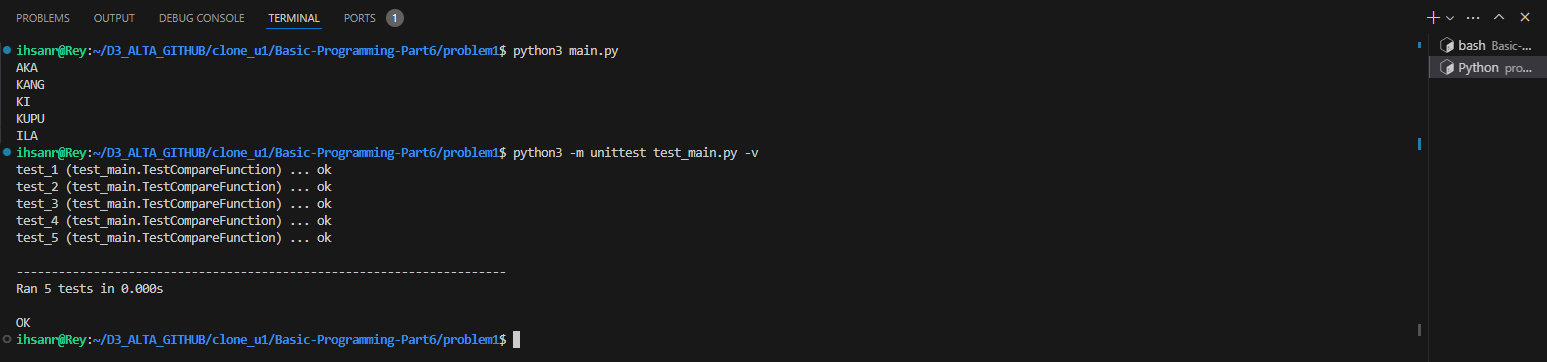 PROBLEMS OUTPUT DEBUG CONSOLE TERMINAL PORTS 1
ihsanr@Rey:~/D3_ALTA_GITHUB/clone_u1/Basic-Programming-Part6/problem1$ python3 main.py
AKA
KANG
KI
KUPU
ILA
ihsanr@Rey:~/D3_ALTA_GITHUB/clone_u1/Basic-Programming-Part6/problem1$ python3 -m unittest test_main.py -v
test_1 (test_main.TestCompareFunction) ... ok
test_2 (test_main.TestCompareFunction) ... ok
test_3 (test_main.TestCompareFunction) ... ok
test_4 (test_main.TestCompareFunction) ... ok
test_5 (test_main.TestCompareFunction) ... ok
----------------------------------------------------------------------
Ran 5 tests in 0.000s
OK
ihsanr@Rey:~/D3_ALTA_GITHUB/clone_u1/Basic-Programming-Part6/problem1$
bash Basic-...
Python pro...